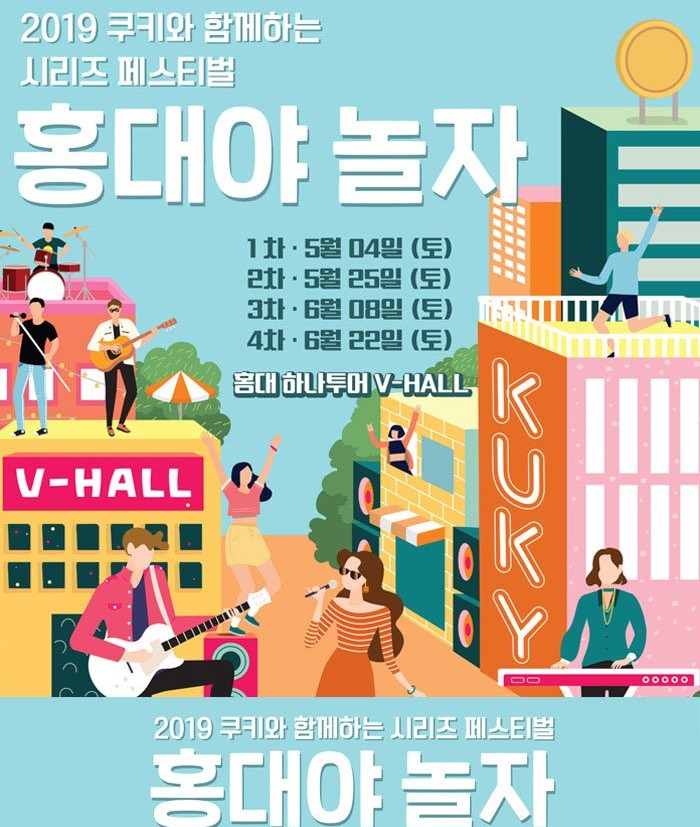 2019 쿠키와 함께하는
시리즈 페스티벌
홍대야 놀자
1차 · 5월 04일 (토)
2차 · 5월 25일 (토)
3차 · 6월 08일 (토)
4차 · 6월 22일 (토)
홍대 하나투어 V-HALL
V-HALL
KUKY
2019 쿠키와 함께하는 시리즈 페스티벌
홍대야 놀자